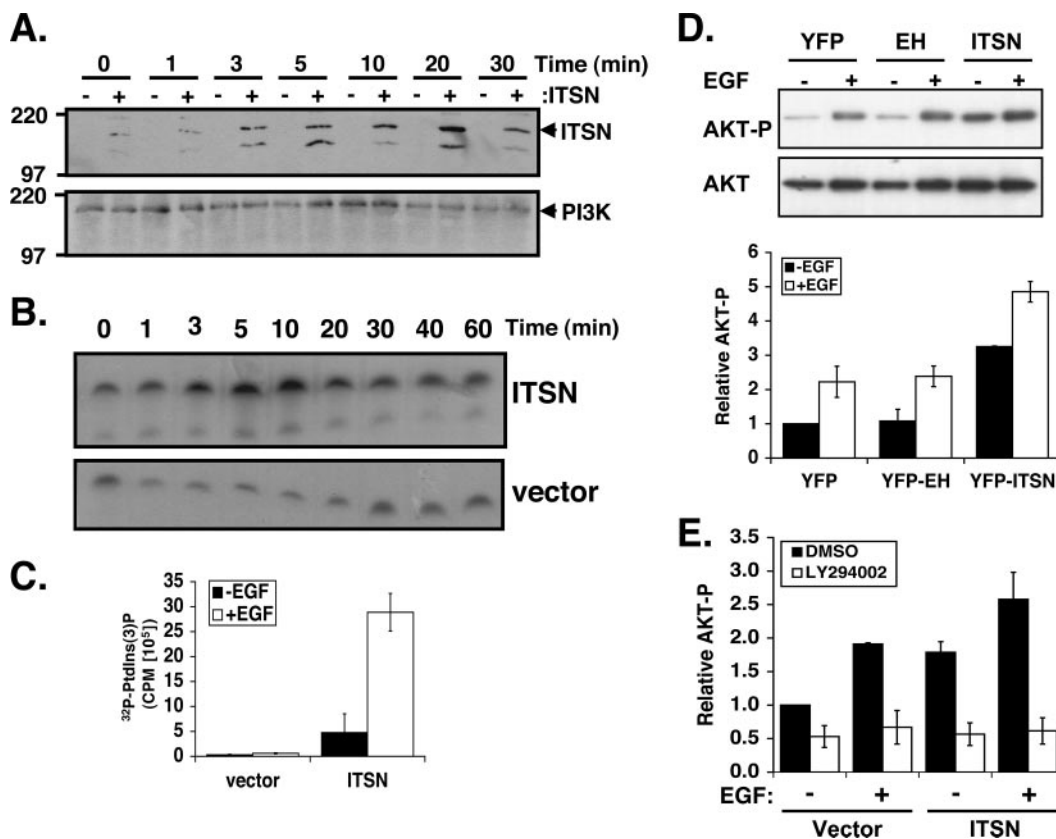 A.
0 1 3 5 10 20 30 Time (min)
- + - + - + - + - + - + - + :ITSN
220
97
ITSN
220
97
PI3K
B.
0 1 3 5 10 20 30 40 60 Time (min)
ITSN
vector
C.
³²P-PtdIns(3)P
(CPM [10⁵])
35
30
25
20
15
10
5
0
-EGF
+EGF
vector ITSN
D.
YFP EH ITSN
EGF - + - + - +
AKT-P
AKT
Relative AKT-P
6
5
4
3
2
1
0
-EGF
+EGF
YFP YFP-EH YFP-ITSN
E.
Relative AKT-P
3.5
3.0
2.5
2.0
1.5
1.0
0.5
0.0
DMSO
LY294002
EGF: - + - +
Vector ITSN